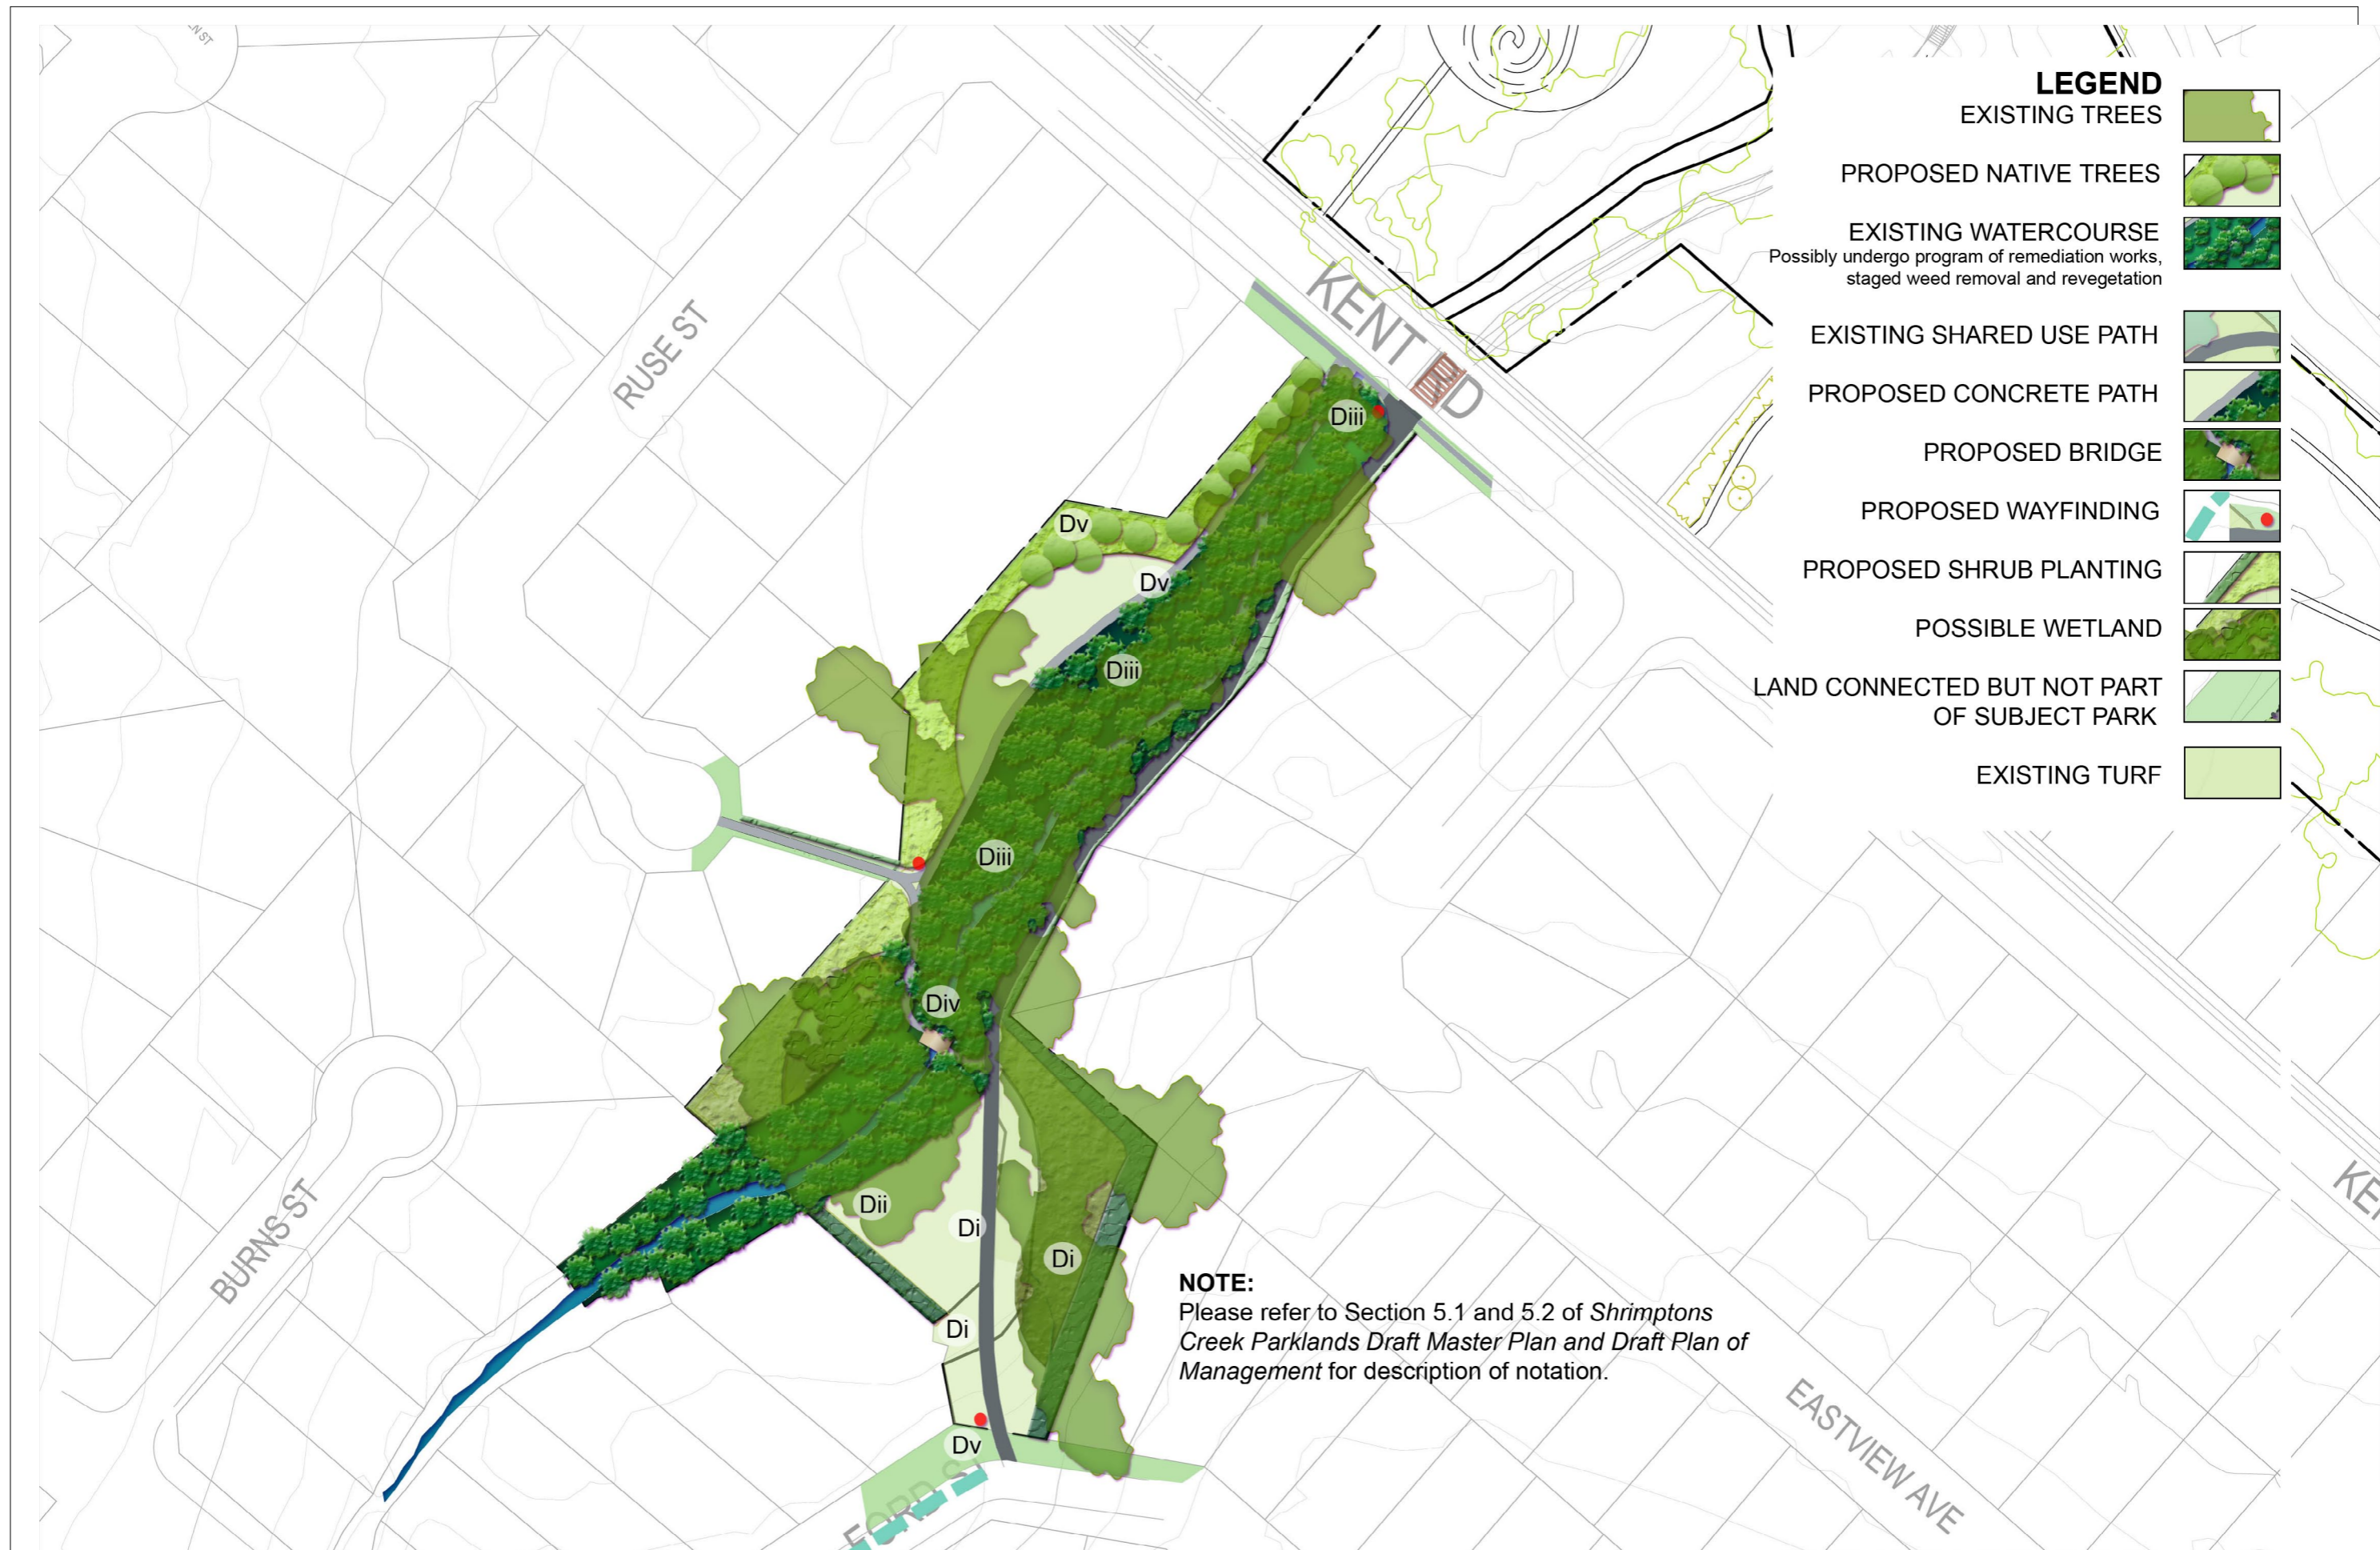 LEGEND
EXISTING TREES
PROPOSED NATIVE TREES
EXISTING WATERCOURSE
Possibly undergo program of remediation works,
staged weed removal and revegetation
EXISTING SHARED USE PATH
PROPOSED CONCRETE PATH
PROPOSED BRIDGE
PROPOSED WAYFINDING
PROPOSED SHRUB PLANTING
POSSIBLE WETLAND
LAND CONNECTED BUT NOT PART
OF SUBJECT PARK
EXISTING TURF
KENT RD
RUSE ST
Diii
Dv
Dv
Diii
Diii
Div
Dii
Di
Di
Di
Dv
BURNS ST
FORD ST
EASTVIEW AVE
NOTE:
Please refer to Section 5.1 and 5.2 of Shrimptons
Creek Parklands Draft Master Plan and Draft Plan of
Management for description of notation.